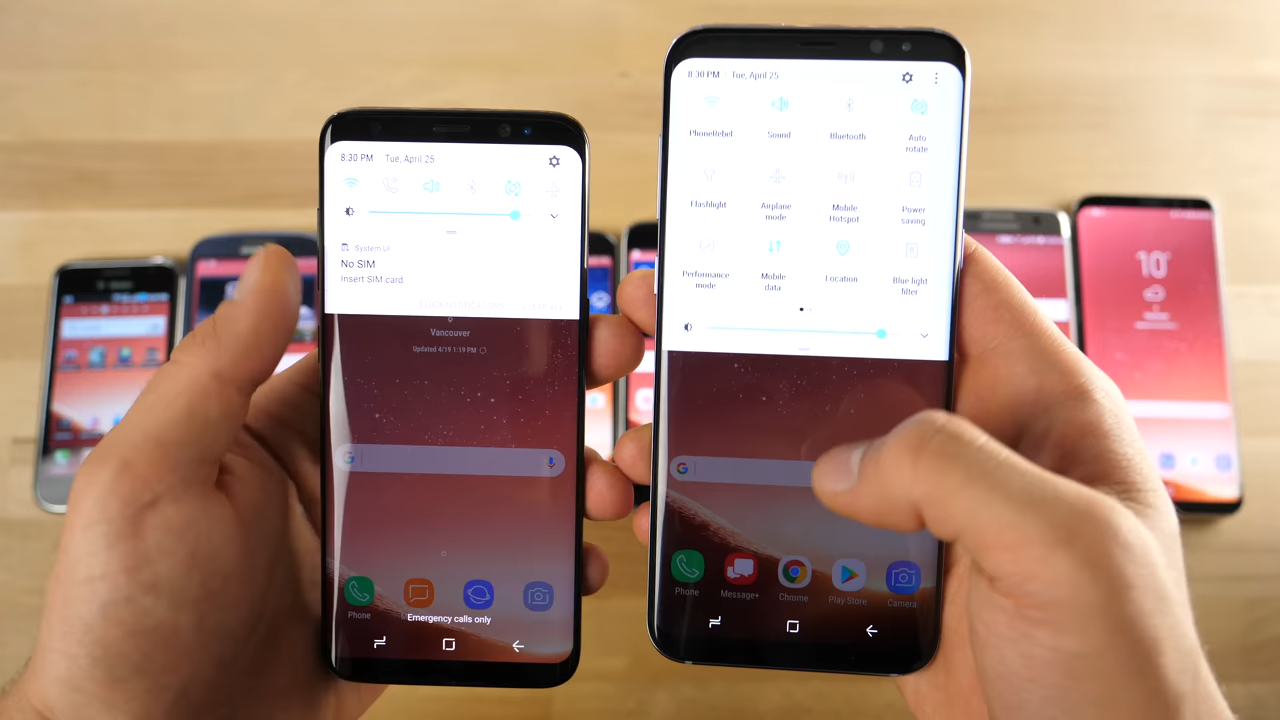 8:30 PM Tue, April 25
No SIM
System UI
Insert SIM card.
Vancouver
Updated 4/19 1:19 PM
Phone
Emergency calls only
8:30 PM Tue, April 25
PhoneRebel
Sound
Bluetooth
Auto
rotate
Flashlight
Airplane
mode
Mobile
Hotspot
Power
saving
Performance
mode
Mobile
data
Location
Blue light
filter
G
Phone
Message+
Chrome
Play Store
Camera
10°